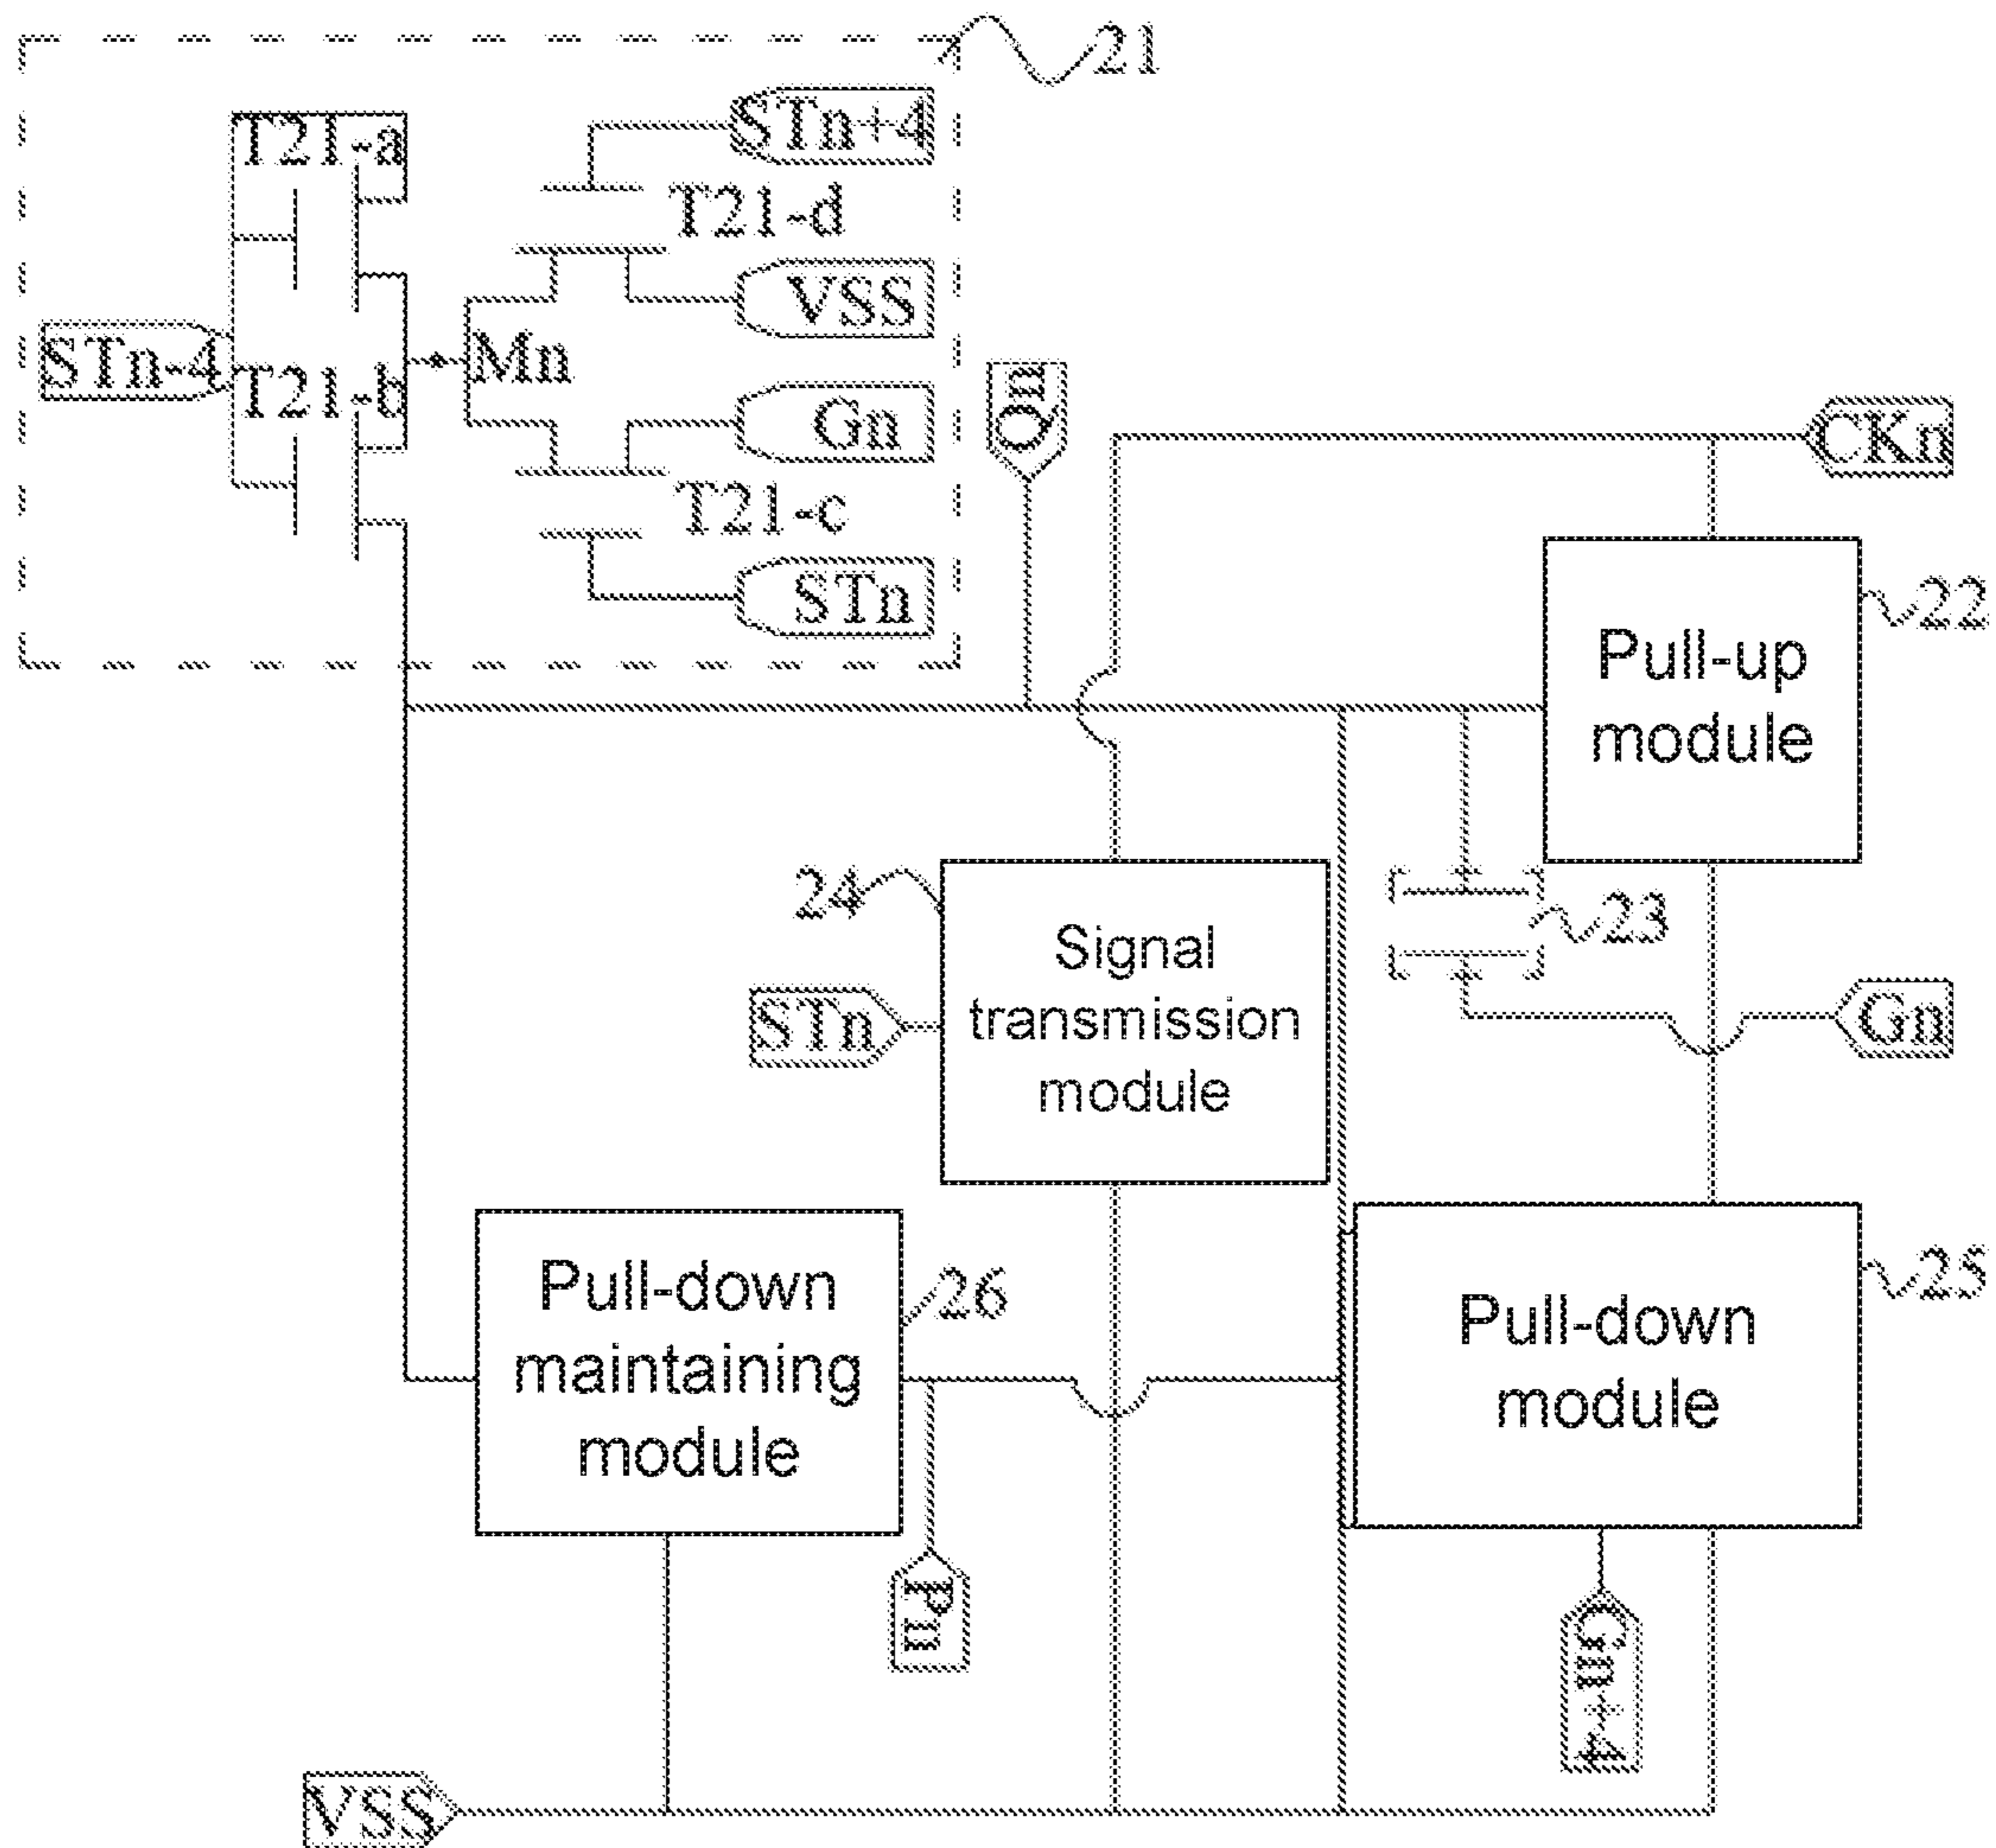 21
STn+4
T21-a
T21-d
VSS
STn-4
Mn
T21-b
Gn
Qn
CKn
T21-c
STn
22
Pull-up
module
24
23
Signal
transmission
module
STn
Gn
Pull-down
maintaining
module
26
Pull-down
module
25
Pn
Gn+4
VSS